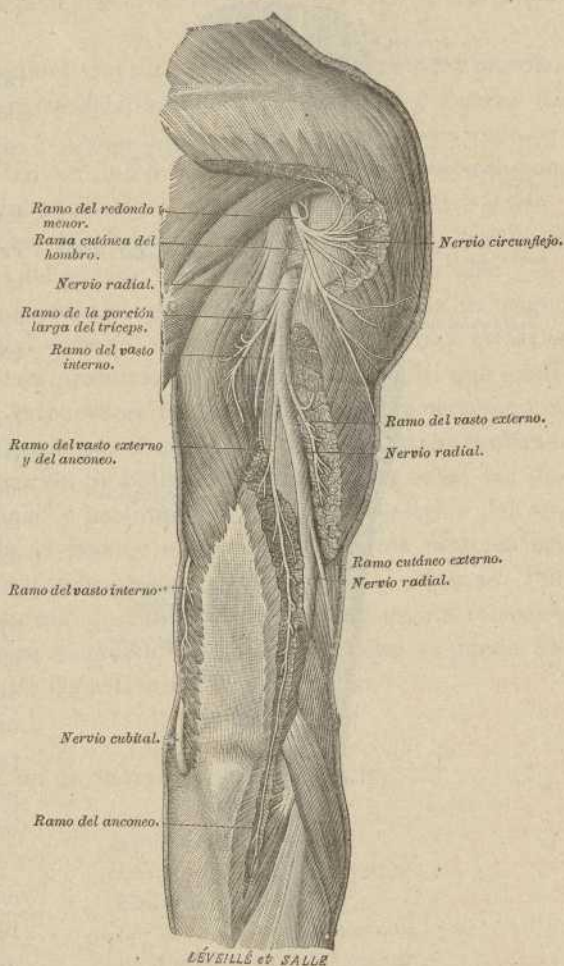 Ramo del redondo
menor.
Rama cutánea del
hombro.
Nervio radial.
Ramo de la porción
larga del tríceps.
Ramo del vasto
interno.
Ramo del vasto externo
y del anconeo.
Ramo del vasto interno
Nervio cubital.
Ramo del anconeo.
Nervio circunflejo.
Ramo del vasto externo.
Nervio radial.
Ramo cutáneo externo.
Nervio radial.
LÉVEILLÉ et SALLE